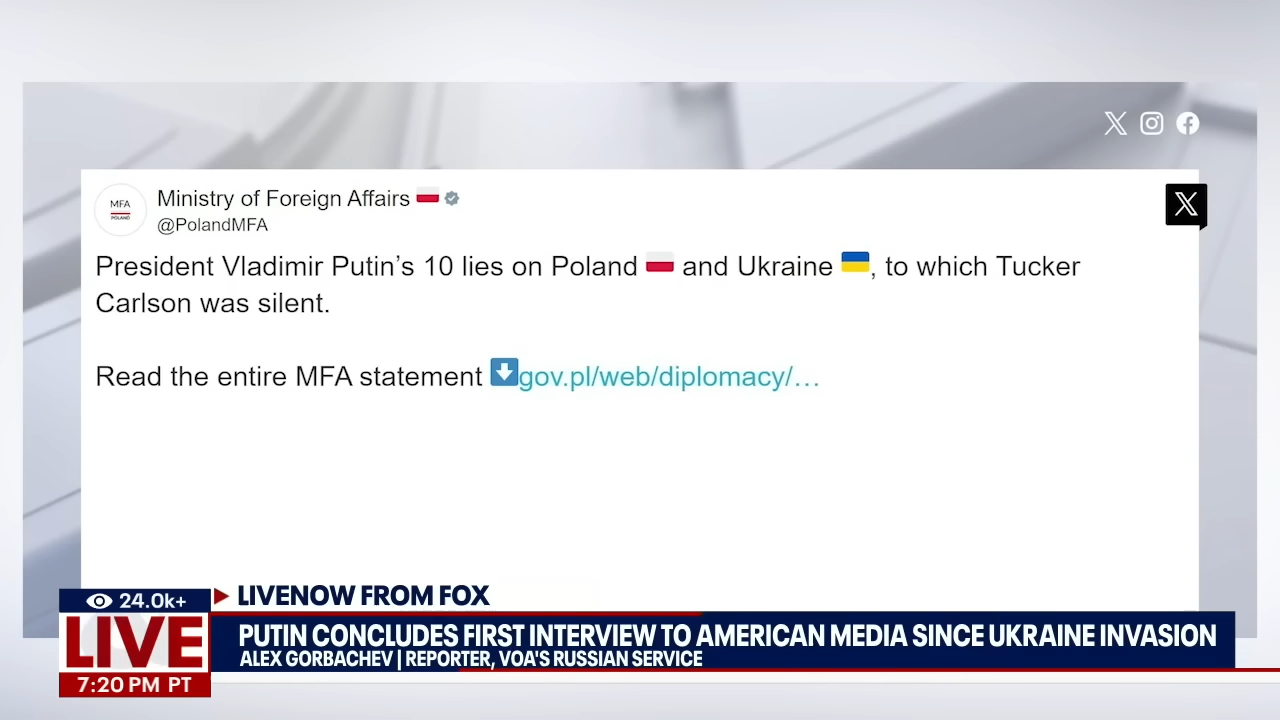 MFA
POLAND
Ministry of Foreign Affairs
@PolandMFA
President Vladimir Putin’s 10 lies on Poland and Ukraine , to which Tucker
Carlson was silent.
Read the entire MFA statement gov.pl/web/diplomacy/…
24.0k+
LIVE
7:20 PM PT
LIVENOW FROM FOX
PUTIN CONCLUDES FIRST INTERVIEW TO AMERICAN MEDIA SINCE UKRAINE INVASION
ALEX GORBACHEV | REPORTER, VOA'S RUSSIAN SERVICE